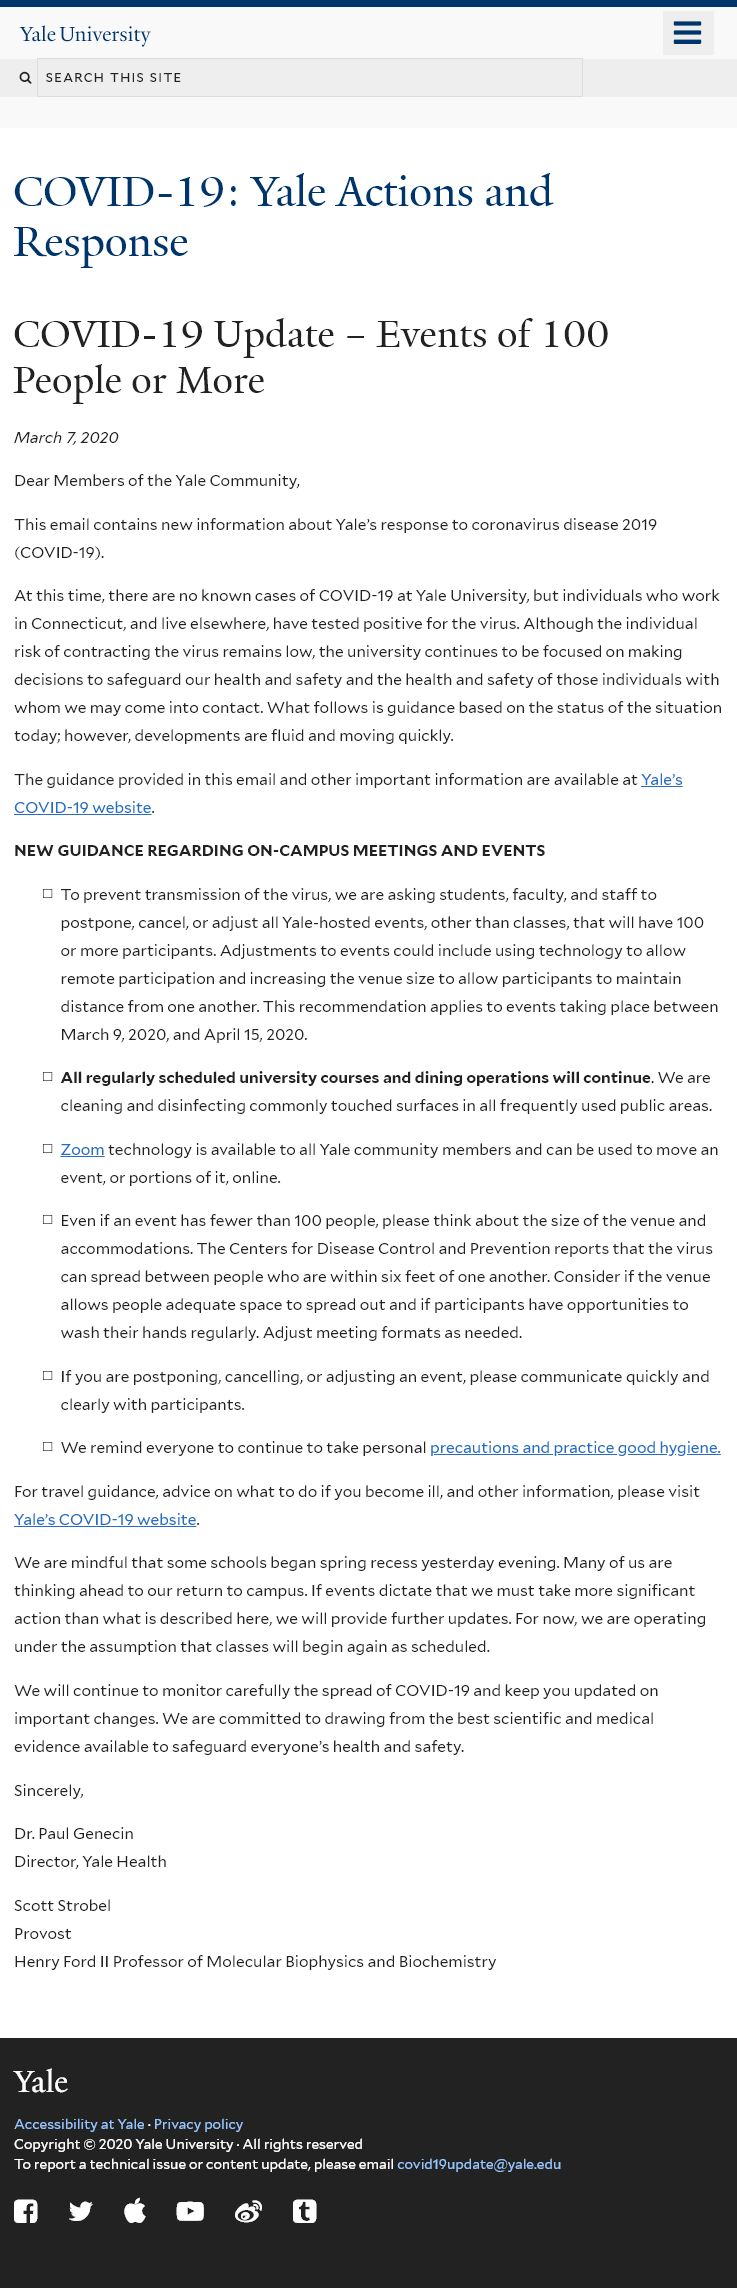 Yale University
SEARCH THIS SITE
COVID-19: Yale Actions and
Response
COVID-19 Update – Events of 100
People or More
March 7, 2020
Dear Members of the Yale Community,
This email contains new information about Yale’s response to coronavirus disease 2019
(COVID-19).
At this time, there are no known cases of COVID-19 at Yale University, but individuals who work
in Connecticut, and live elsewhere, have tested positive for the virus. Although the individual
risk of contracting the virus remains low, the university continues to be focused on making
decisions to safeguard our health and safety and the health and safety of those individuals with
whom we may come into contact. What follows is guidance based on the status of the situation
today; however, developments are fluid and moving quickly.
The guidance provided in this email and other important information are available at Yale’s
COVID-19 website.
NEW GUIDANCE REGARDING ON-CAMPUS MEETINGS AND EVENTS
□ To prevent transmission of the virus, we are asking students, faculty, and staff to
postpone, cancel, or adjust all Yale-hosted events, other than classes, that will have 100
or more participants. Adjustments to events could include using technology to allow
remote participation and increasing the venue size to allow participants to maintain
distance from one another. This recommendation applies to events taking place between
March 9, 2020, and April 15, 2020.
□ All regularly scheduled university courses and dining operations will continue. We are
cleaning and disinfecting commonly touched surfaces in all frequently used public areas.
□ Zoom technology is available to all Yale community members and can be used to move an
event, or portions of it, online.
□ Even if an event has fewer than 100 people, please think about the size of the venue and
accommodations. The Centers for Disease Control and Prevention reports that the virus
can spread between people who are within six feet of one another. Consider if the venue
allows people adequate space to spread out and if participants have opportunities to
wash their hands regularly. Adjust meeting formats as needed.
□ If you are postponing, cancelling, or adjusting an event, please communicate quickly and
clearly with participants.
□ We remind everyone to continue to take personal precautions and practice good hygiene.
For travel guidance, advice on what to do if you become ill, and other information, please visit
Yale’s COVID-19 website.
We are mindful that some schools began spring recess yesterday evening. Many of us are
thinking ahead to our return to campus. If events dictate that we must take more significant
action than what is described here, we will provide further updates. For now, we are operating
under the assumption that classes will begin again as scheduled.
We will continue to monitor carefully the spread of COVID-19 and keep you updated on
important changes. We are committed to drawing from the best scientific and medical
evidence available to safeguard everyone’s health and safety.
Sincerely,
Dr. Paul Genecin
Director, Yale Health
Scott Strobel
Provost
Henry Ford II Professor of Molecular Biophysics and Biochemistry
Yale
Accessibility at Yale · Privacy policy
Copyright © 2020 Yale University · All rights reserved
To report a technical issue or content update, please email covid19update@yale.edu